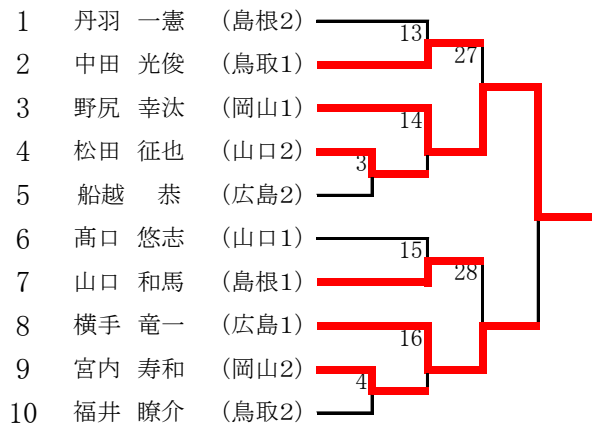 1 丹羽 一憲 (島根2)
13
2 中田 光俊 (鳥取1)
27
3 野尻 幸汰 (岡山1)
14
4 松田 征也 (山口2)
3
5 船越 恭 (広島2)
6 髙口 悠志 (山口1)
15
7 山口 和馬 (島根1)
28
8 横手 竜一 (広島1)
16
9 宮内 寿和 (岡山2)
4
10 福井 瞭介 (鳥取2)